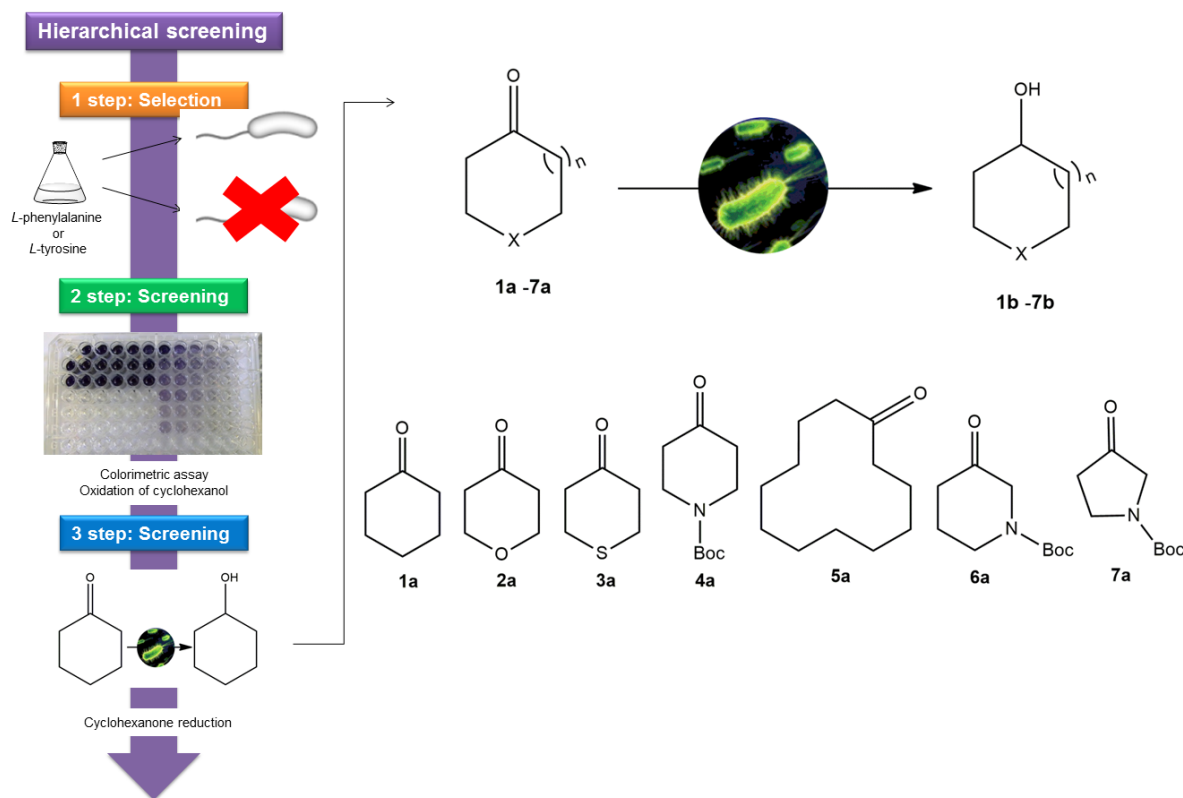 Hierarchical screening
1 step: Selection
L-phenylalanine
or
L-tyrosine
2 step: Screening
Colorimetric assay
Oxidation of cyclohexanol
3 step: Screening
O
OH
Cyclohexanone reduction
O
n
X
1a -7a
OH
n
X
1b -7b
O
1a
O
O
2a
O
S
3a
O
N
Boc
4a
O
5a
O
N
Boc
6a
O
N
Boc
7a